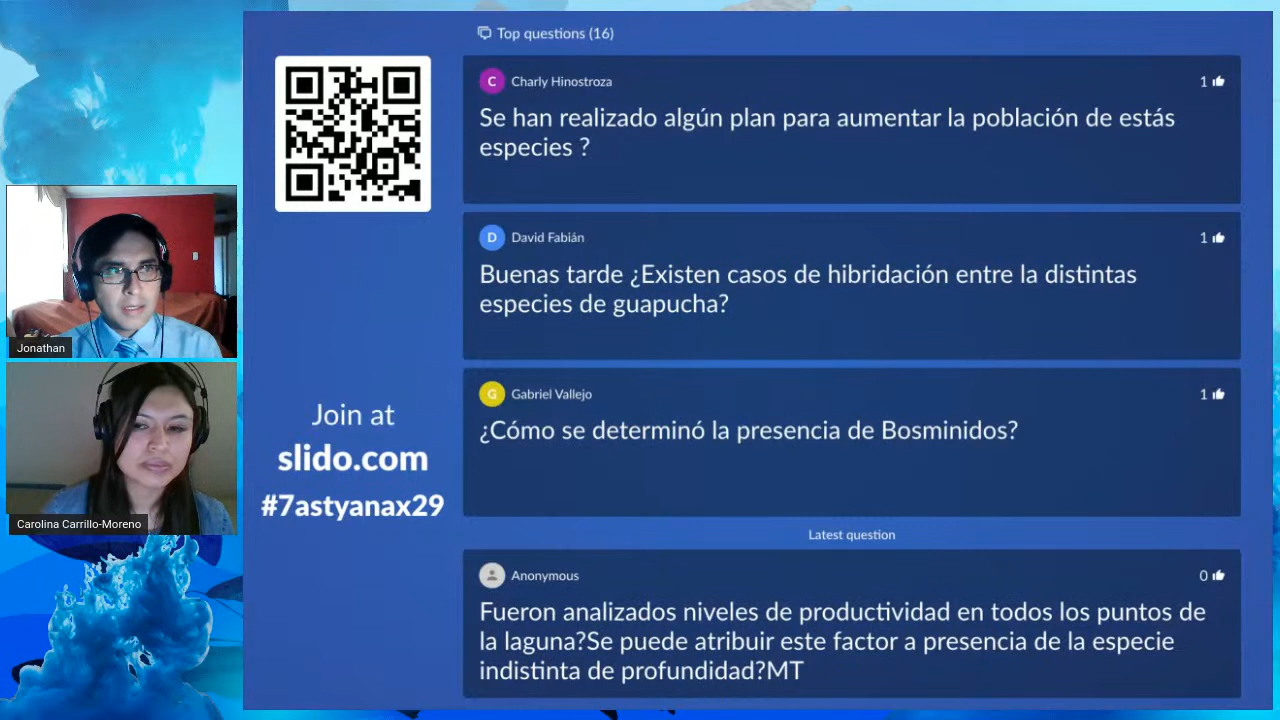 Top questions (16)
C Charly Hinostroza 1
Se han realizado algún plan para aumentar la población de estás
especies ?
D David Fabián 1
Buenas tarde ¿Existen casos de hibridación entre la distintas
especies de guapucha?
G Gabriel Vallejo 1
¿Cómo se determinó la presencia de Bosminidos?
Latest question
Anonymous 0
Fueron analizados niveles de productividad en todos los puntos de
la laguna?Se puede atribuir este factor a presencia de la especie
indistinta de profundidad?MT
Join at
slido.com
#7astyanax29
Jonathan
Carolina Carrillo-Moreno